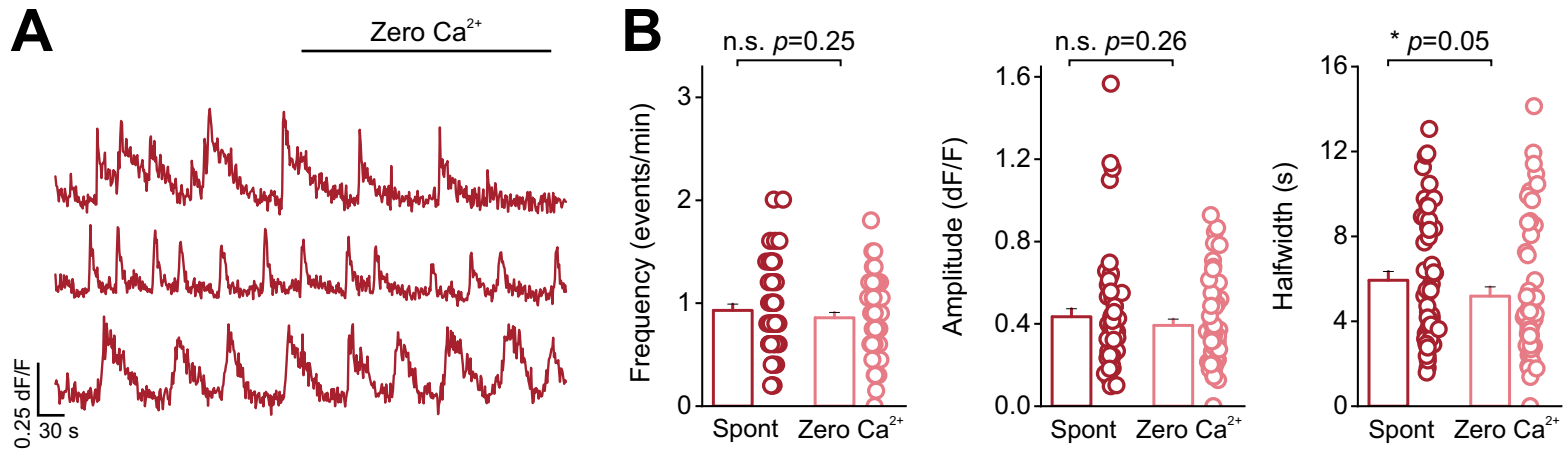 A
Zero Ca²⁺
0.25 dF/F
30 s
B
n.s. p=0.25
Frequency (events/min)
3
2
1
0
Spont
Zero Ca²⁺
n.s. p=0.26
Amplitude (dF/F)
1.6
1.2
0.8
0.4
0.0
Spont
Zero Ca²⁺
* p=0.05
Halfwidth (s)
16
12
8
4
0
Spont
Zero Ca²⁺